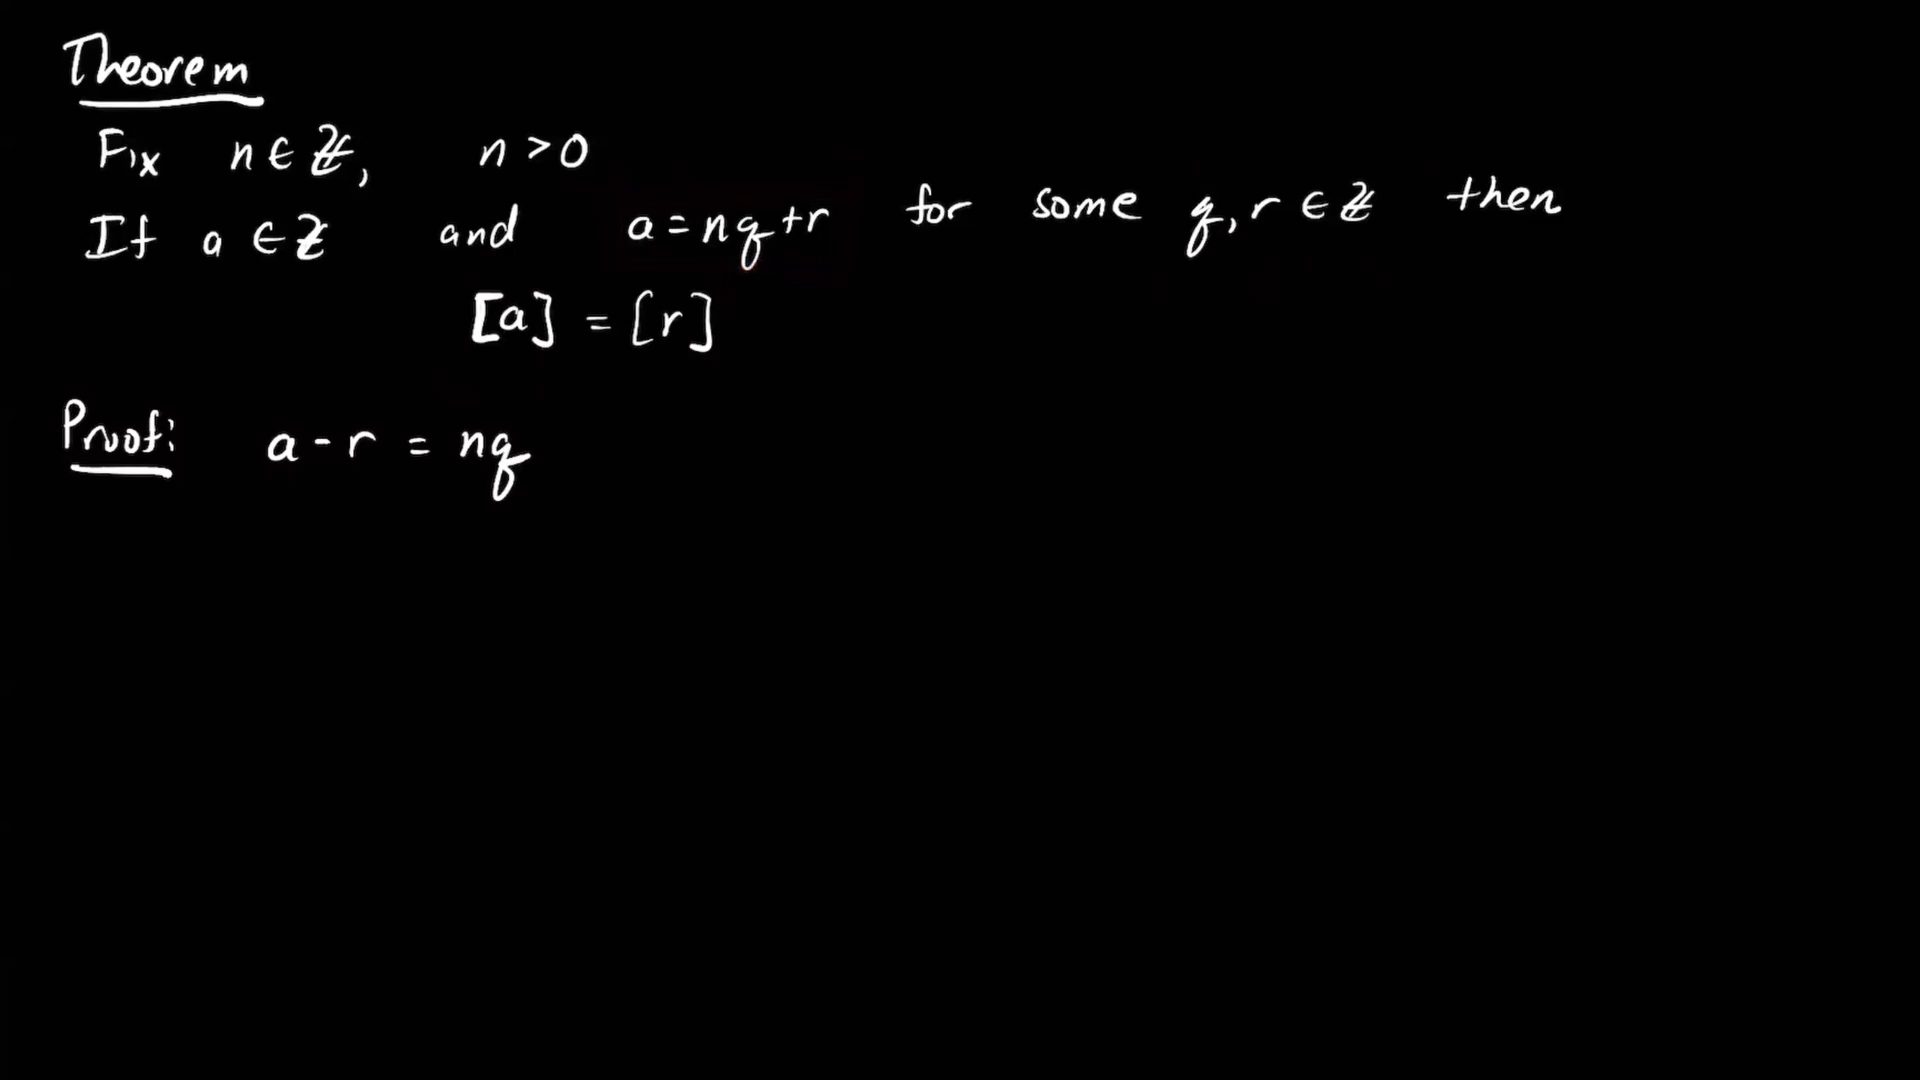 Theorem
Fix n ∈ ℤ, n > 0
If a ∈ ℤ and a = nq + r for some q, r ∈ ℤ then
[a] = [r]
Proof: a - r = nq